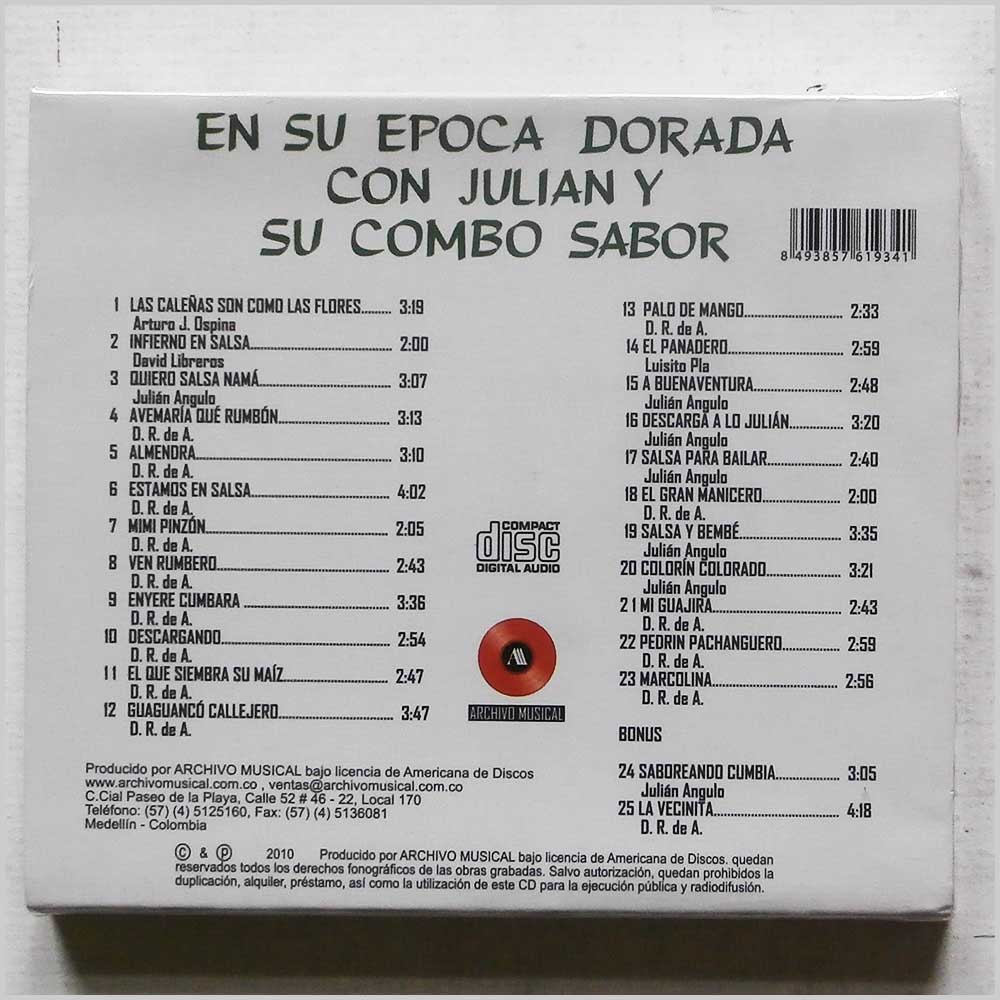 EN SU EPOCA DORADA
CON JULIAN Y
SU COMBO SABOR
8 493857 619341
1 LAS CALEÑAS SON COMO LAS FLORES........ 3:19
Arturo J. Ospina
2 INFIERNO EN SALSA........ 2:00
David Libreros
3 QUIERO SALSA NAMÁ........ 3:07
Julián Angulo
4 AVEMARÍA QUÉ RUMBÓN........ 3:13
D. R. de A.
5 ALMENDRA........ 3:10
D. R. de A.
6 ESTAMOS EN SALSA........ 4:02
D. R. de A.
7 MIMI PINZÓN........ 2:05
D. R. de A.
8 VEN RUMBERO........ 2:43
D. R. de A.
9 ENYERE CUMBARA ........ 3:36
D. R. de A.
10 DESCARGANDO........ 2:54
D. R. de A.
11 EL QUE SIEMBRA SU MAÍZ........ 2:47
D. R. de A.
12 GUAGUANCÓ CALLEJERO........ 3:47
D. R. de A.
COMPACT
disc
DIGITAL AUDIO
ARCHIVO MUSICAL
13 PALO DE MANGO........ 2:33
D. R. de A.
14 EL PANADERO........ 2:59
Luisito Pla
15 A BUENAVENTURA........ 2:48
Julián Angulo
16 DESCARGA A LO JULIÁN........ 3:20
Julián Angulo
17 SALSA PARA BAILAR........ 2:40
Julián Angulo
18 EL GRAN MANICERO........ 2:00
D. R. de A.
19 SALSA Y BEMBÉ........ 3:35
Julián Angulo
20 COLORÍN COLORADO........ 3:21
Julián Angulo
21 MI GUAJIRA........ 2:43
D. R. de A.
22 PEDRIN PACHANGUERO........ 2:59
D. R. de A.
23 MARCOLINA........ 2:56
D. R. de A.
BONUS
24 SABOREANDO CUMBIA........ 3:05
Julián Angulo
25 LA VECINITA........ 4:18
D. R. de A.
Producido por ARCHIVO MUSICAL bajo licencia de Americana de Discos
www.archivomusical.com.co , ventas@archivomusical.com.co
C.Cial Paseo de la Playa, Calle 52 # 46 - 22, Local 170
Teléfono: (57) (4) 5125160, Fax: (57) (4) 5136081
Medellín - Colombia
© & ℗ 2010 Producido por ARCHIVO MUSICAL bajo licencia de Americana de Discos. quedan
reservados todos los derechos fonográficos de las obras grabadas. Salvo autorización, quedan prohibidos la
duplicación, alquiler, préstamo, así como la utilización de este CD para la ejecución pública y radiodifusión.